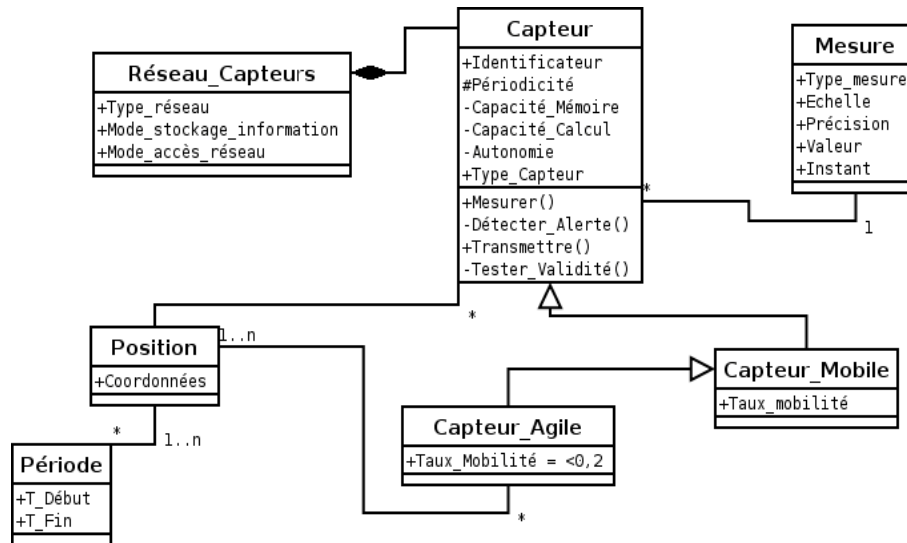 Capteur
+Identificateur
#Périodicité
-Capacité_Mémoire
-Capacité_Calcul
-Autonomie
+Type_Capteur
+Mesurer()
-Détecter_Alerte()
+Transmettre()
-Tester_Validité()
Réseau_Capteurs
+Type_réseau
+Mode_stockage_information
+Mode_accès_réseau
Mesure
+Type_mesure
+Echelle
+Précision
+Valeur
+Instant
*
1
*
1..n
Position
+Coordonnées
Capteur_Mobile
+Taux_mobilité
Capteur_Agile
+Taux_Mobilité = <0,2
*
*
1..n
Période
+T_Début
+T_Fin